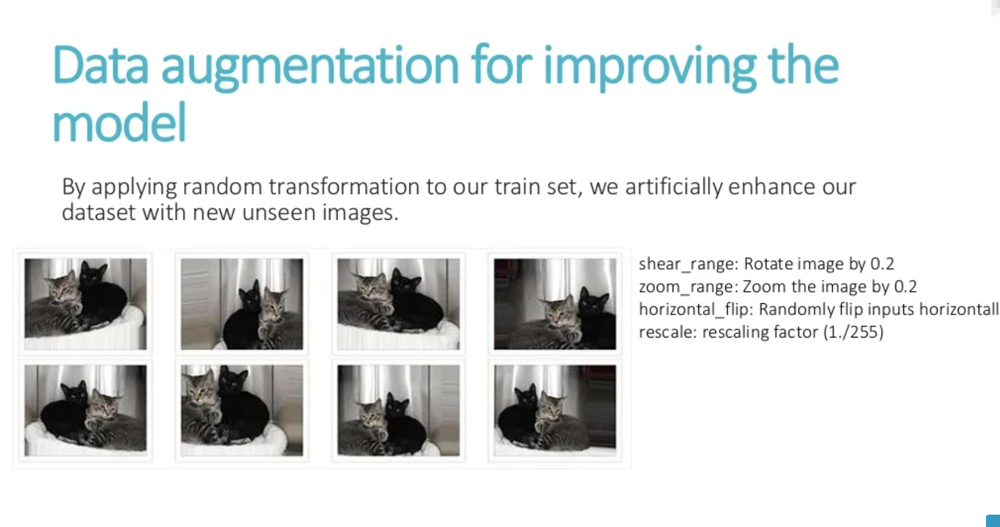 Data augmentation for improving the
model
By applying random transformation to our train set, we artificially enhance our
dataset with new unseen images.
shear_range: Rotate image by 0.2
zoom_range: Zoom the image by 0.2
horizontal_flip: Randomly flip inputs horizontall
rescale: rescaling factor (1./255)